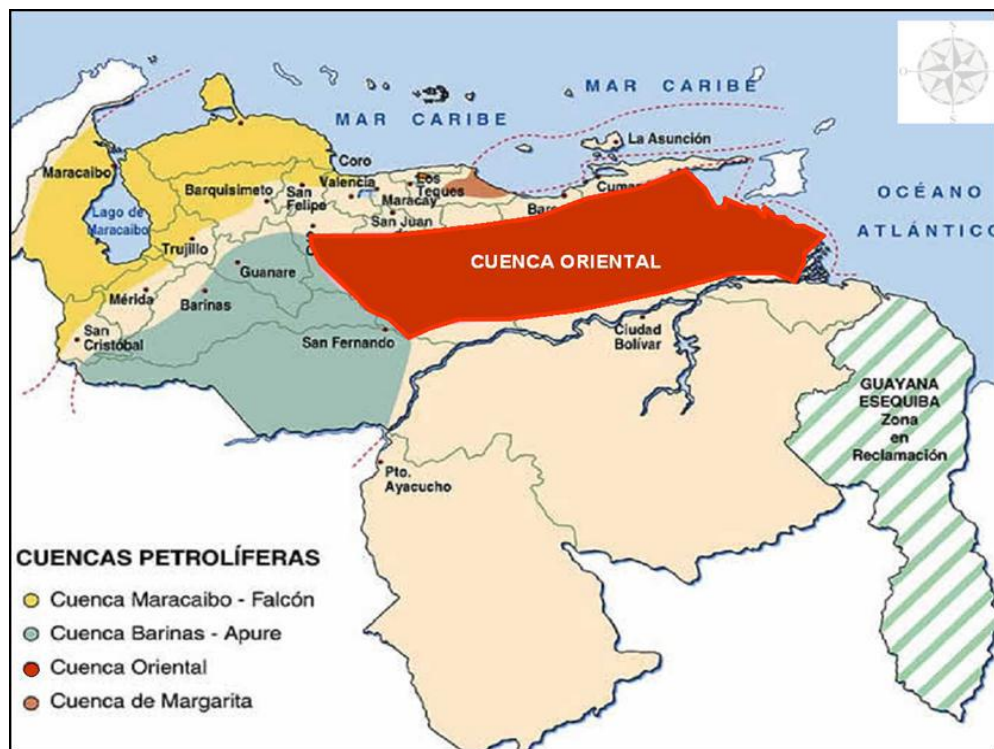 MAR CARIBE
MAR CARIBE
La Asunción
Maracaibo
Coro
Los
Teques
Valencia
Barquisimeto
San
Felipe
Maracay
Cuma
Bar
OCÉANO
ATLÁNTICO
Lago de
Maracaibo
San Juan
Trujillo
C
CUENCA ORIENTAL
Guanare
Mérida
Barinas
San
Cristóbal
San Fernando
Ciudad
Bolívar
GUAYANA
ESEQUIBA
Zona
en
Reclamación
Pto.
Ayacucho
CUENCAS PETROLÍFERAS
Cuenca Maracaibo - Falcón
Cuenca Barinas - Apure
Cuenca Oriental
Cuenca de Margarita